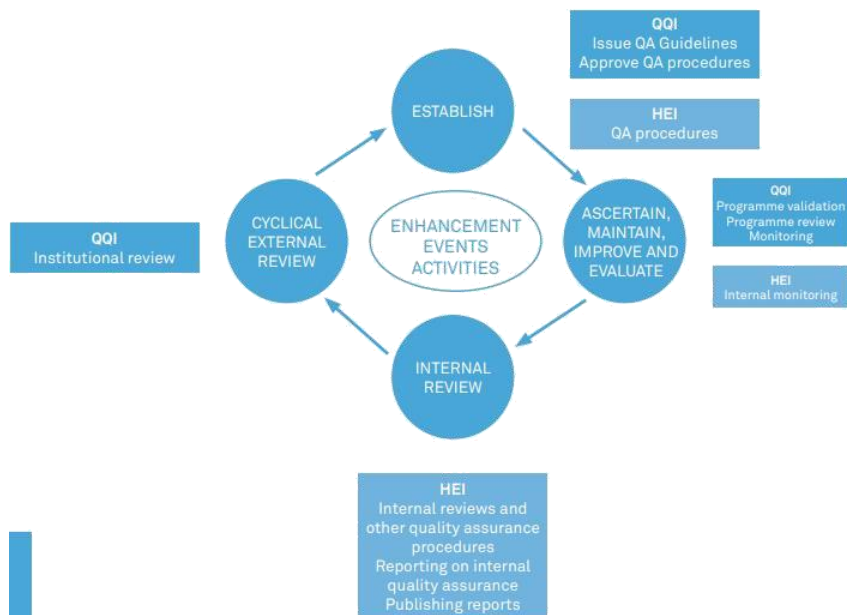 QQI
Issue QA Guidelines
Approve QA procedures
ESTABLISH
HEI
QA procedures
CYCLICAL
EXTERNAL
REVIEW
ENHANCEMENT
EVENTS
ACTIVITIES
ASCERTAIN,
MAINTAIN,
IMPROVE AND
EVALUATE
QQI
Programme validation
Programme review
Monitoring
QQI
Institutional review
HEI
Internal monitoring
INTERNAL
REVIEW
HEI
Internal reviews and
other quality assurance
procedures
Reporting on internal
quality assurance
Publishing reports